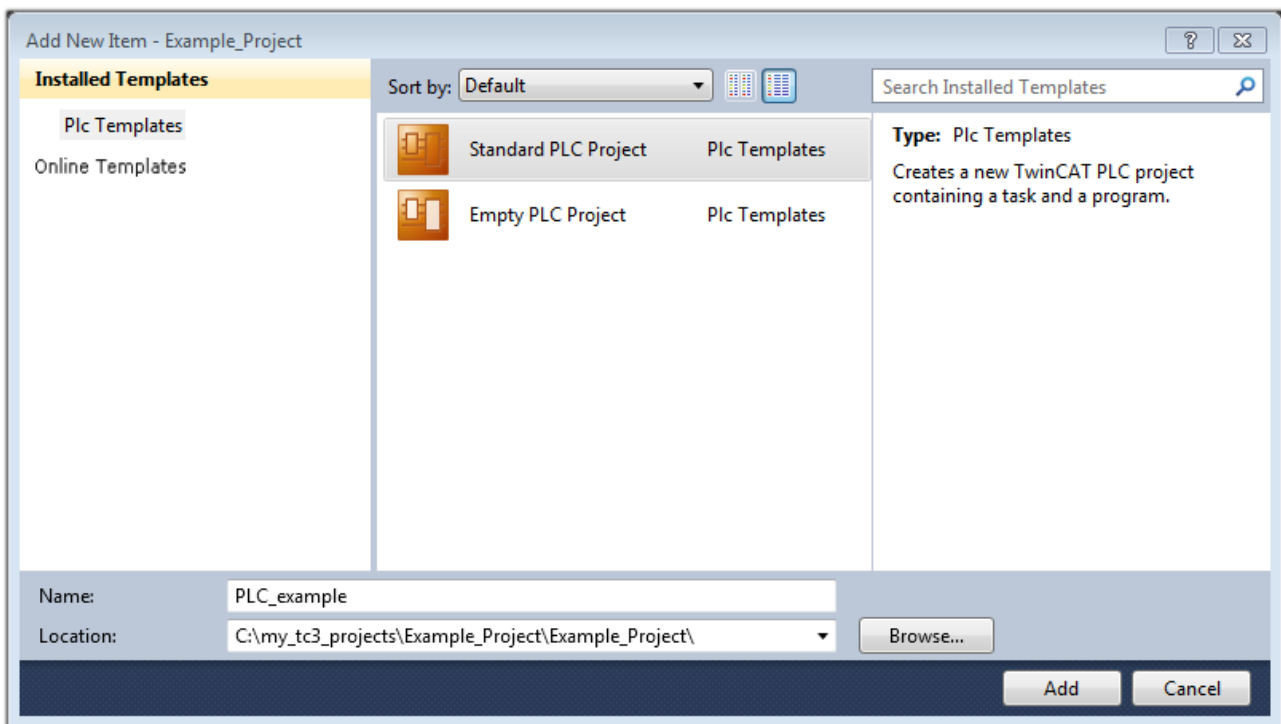 Add New Item - Example_Project
Installed Templates
Plc Templates
Online Templates
Sort by: Default
Search Installed Templates
Standard PLC Project Plc Templates
Empty PLC Project Plc Templates
Type: Plc Templates
Creates a new TwinCAT PLC project
containing a task and a program.
Name: PLC_example
Location: C:\my_tc3_projects\Example_Project\Example_Project\
Browse...
Add Cancel